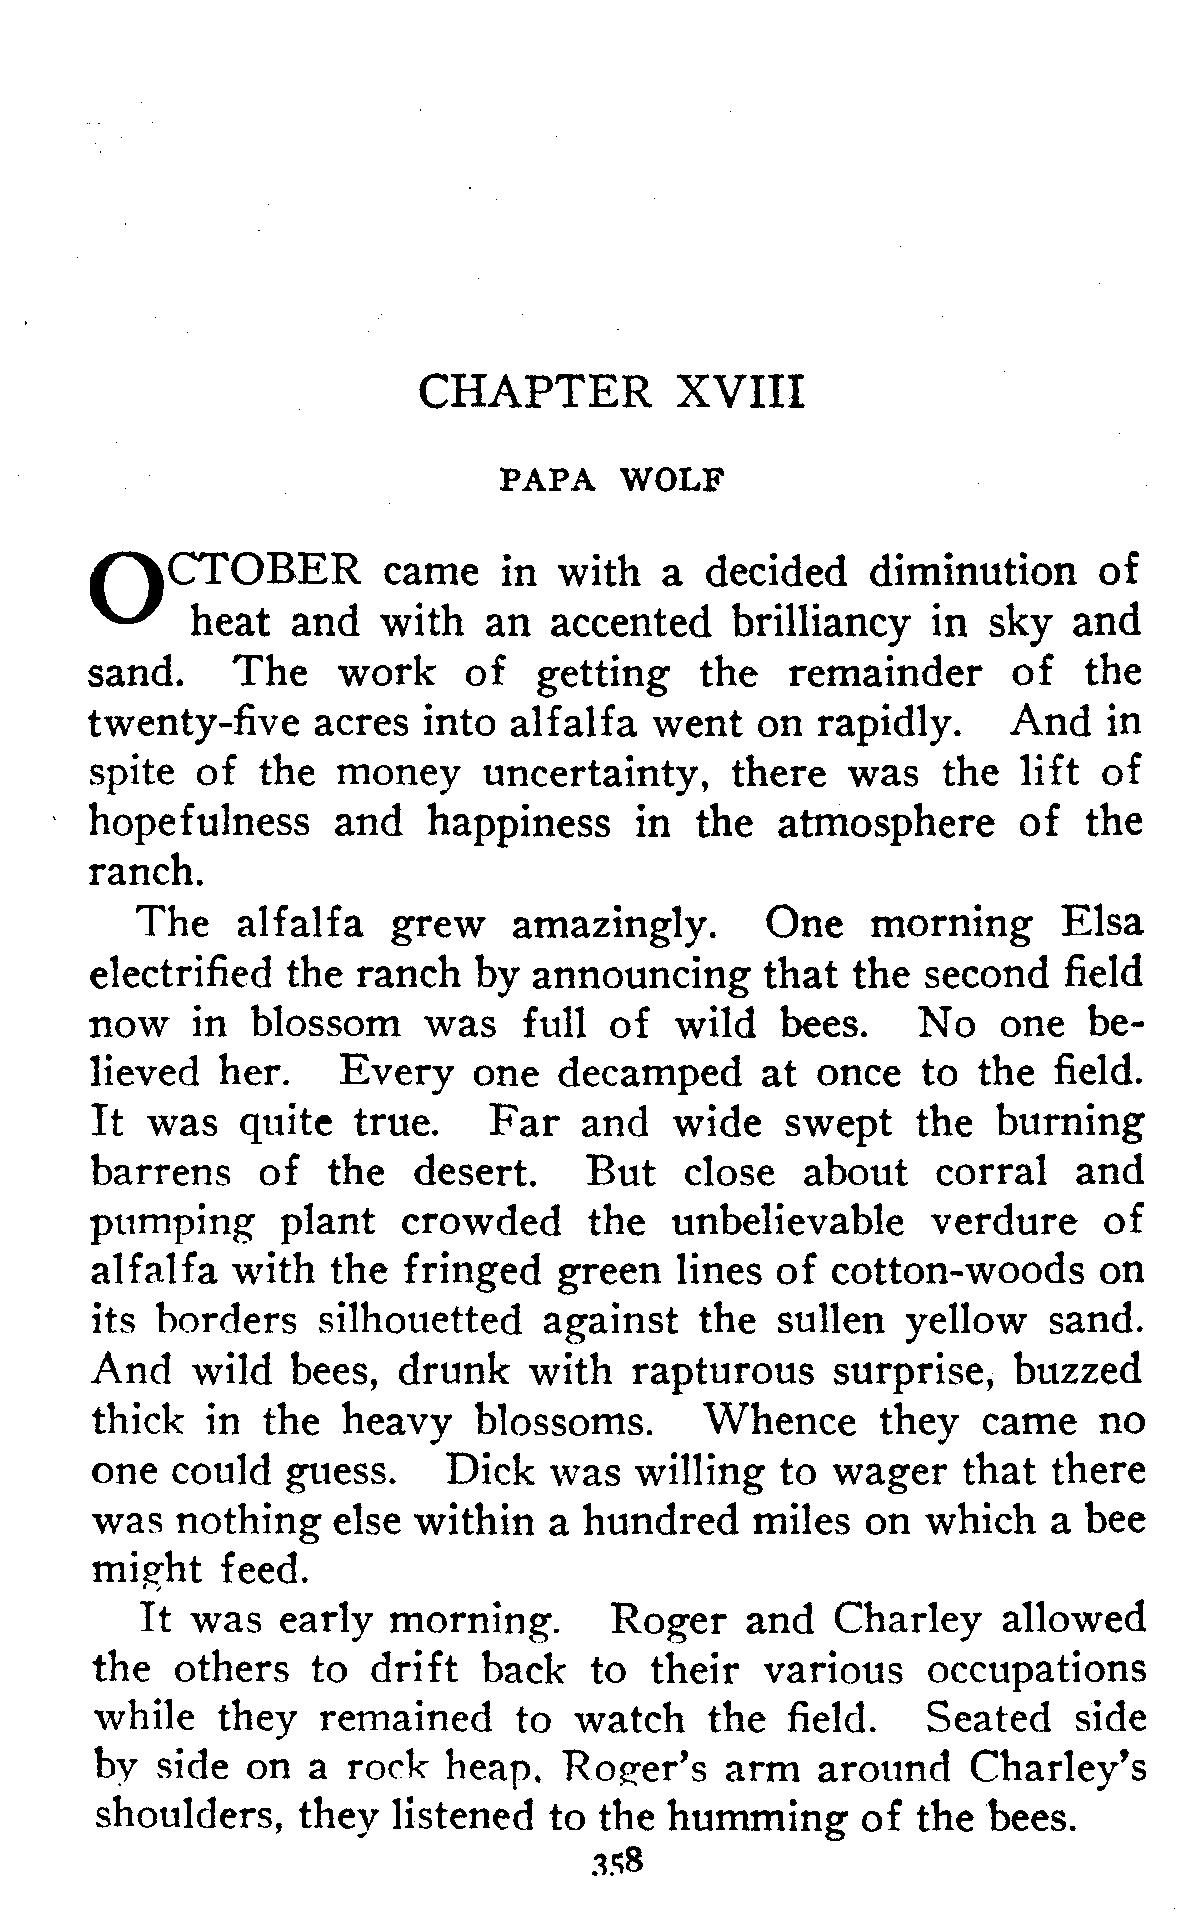 CHAPTER XVIII
PAPA WOLF
OCTOBER came in with a decided diminution of
heat and with an accented brilliancy in sky and
sand. The work of getting the remainder of the
twenty-five acres into alfalfa went on rapidly. And in
spite of the money uncertainty, there was the lift of
hopefulness and happiness in the atmosphere of the
ranch.
The alfalfa grew amazingly. One morning Elsa
electrified the ranch by announcing that the second field
now in blossom was full of wild bees. No one be-
lieved her. Every one decamped at once to the field.
It was quite true. Far and wide swept the burning
barrens of the desert. But close about corral and
pumping plant crowded the unbelievable verdure of
alfalfa with the fringed green lines of cotton-woods on
its borders silhouetted against the sullen yellow sand.
And wild bees, drunk with rapturous surprise, buzzed
thick in the heavy blossoms. Whence they came no
one could guess. Dick was willing to wager that there
was nothing else within a hundred miles on which a bee
might feed.
It was early morning. Roger and Charley allowed
the others to drift back to their various occupations
while they remained to watch the field. Seated side
by side on a rock heap, Roger's arm around Charley's
shoulders, they listened to the humming of the bees.
358